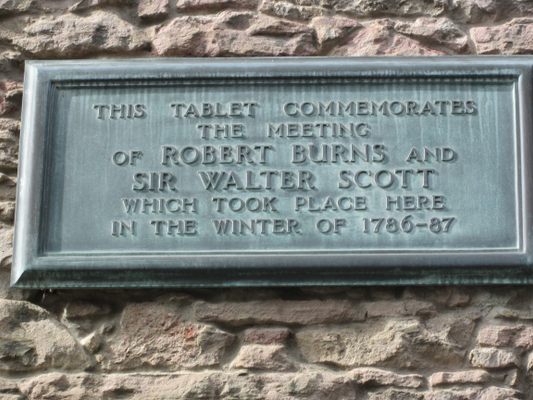 THIS TABLET COMMEMORATES
THE MEETING
OF ROBERT BURNS AND
SIR WALTER SCOTT
WHICH TOOK PLACE HERE
IN THE WINTER OF 1786-87